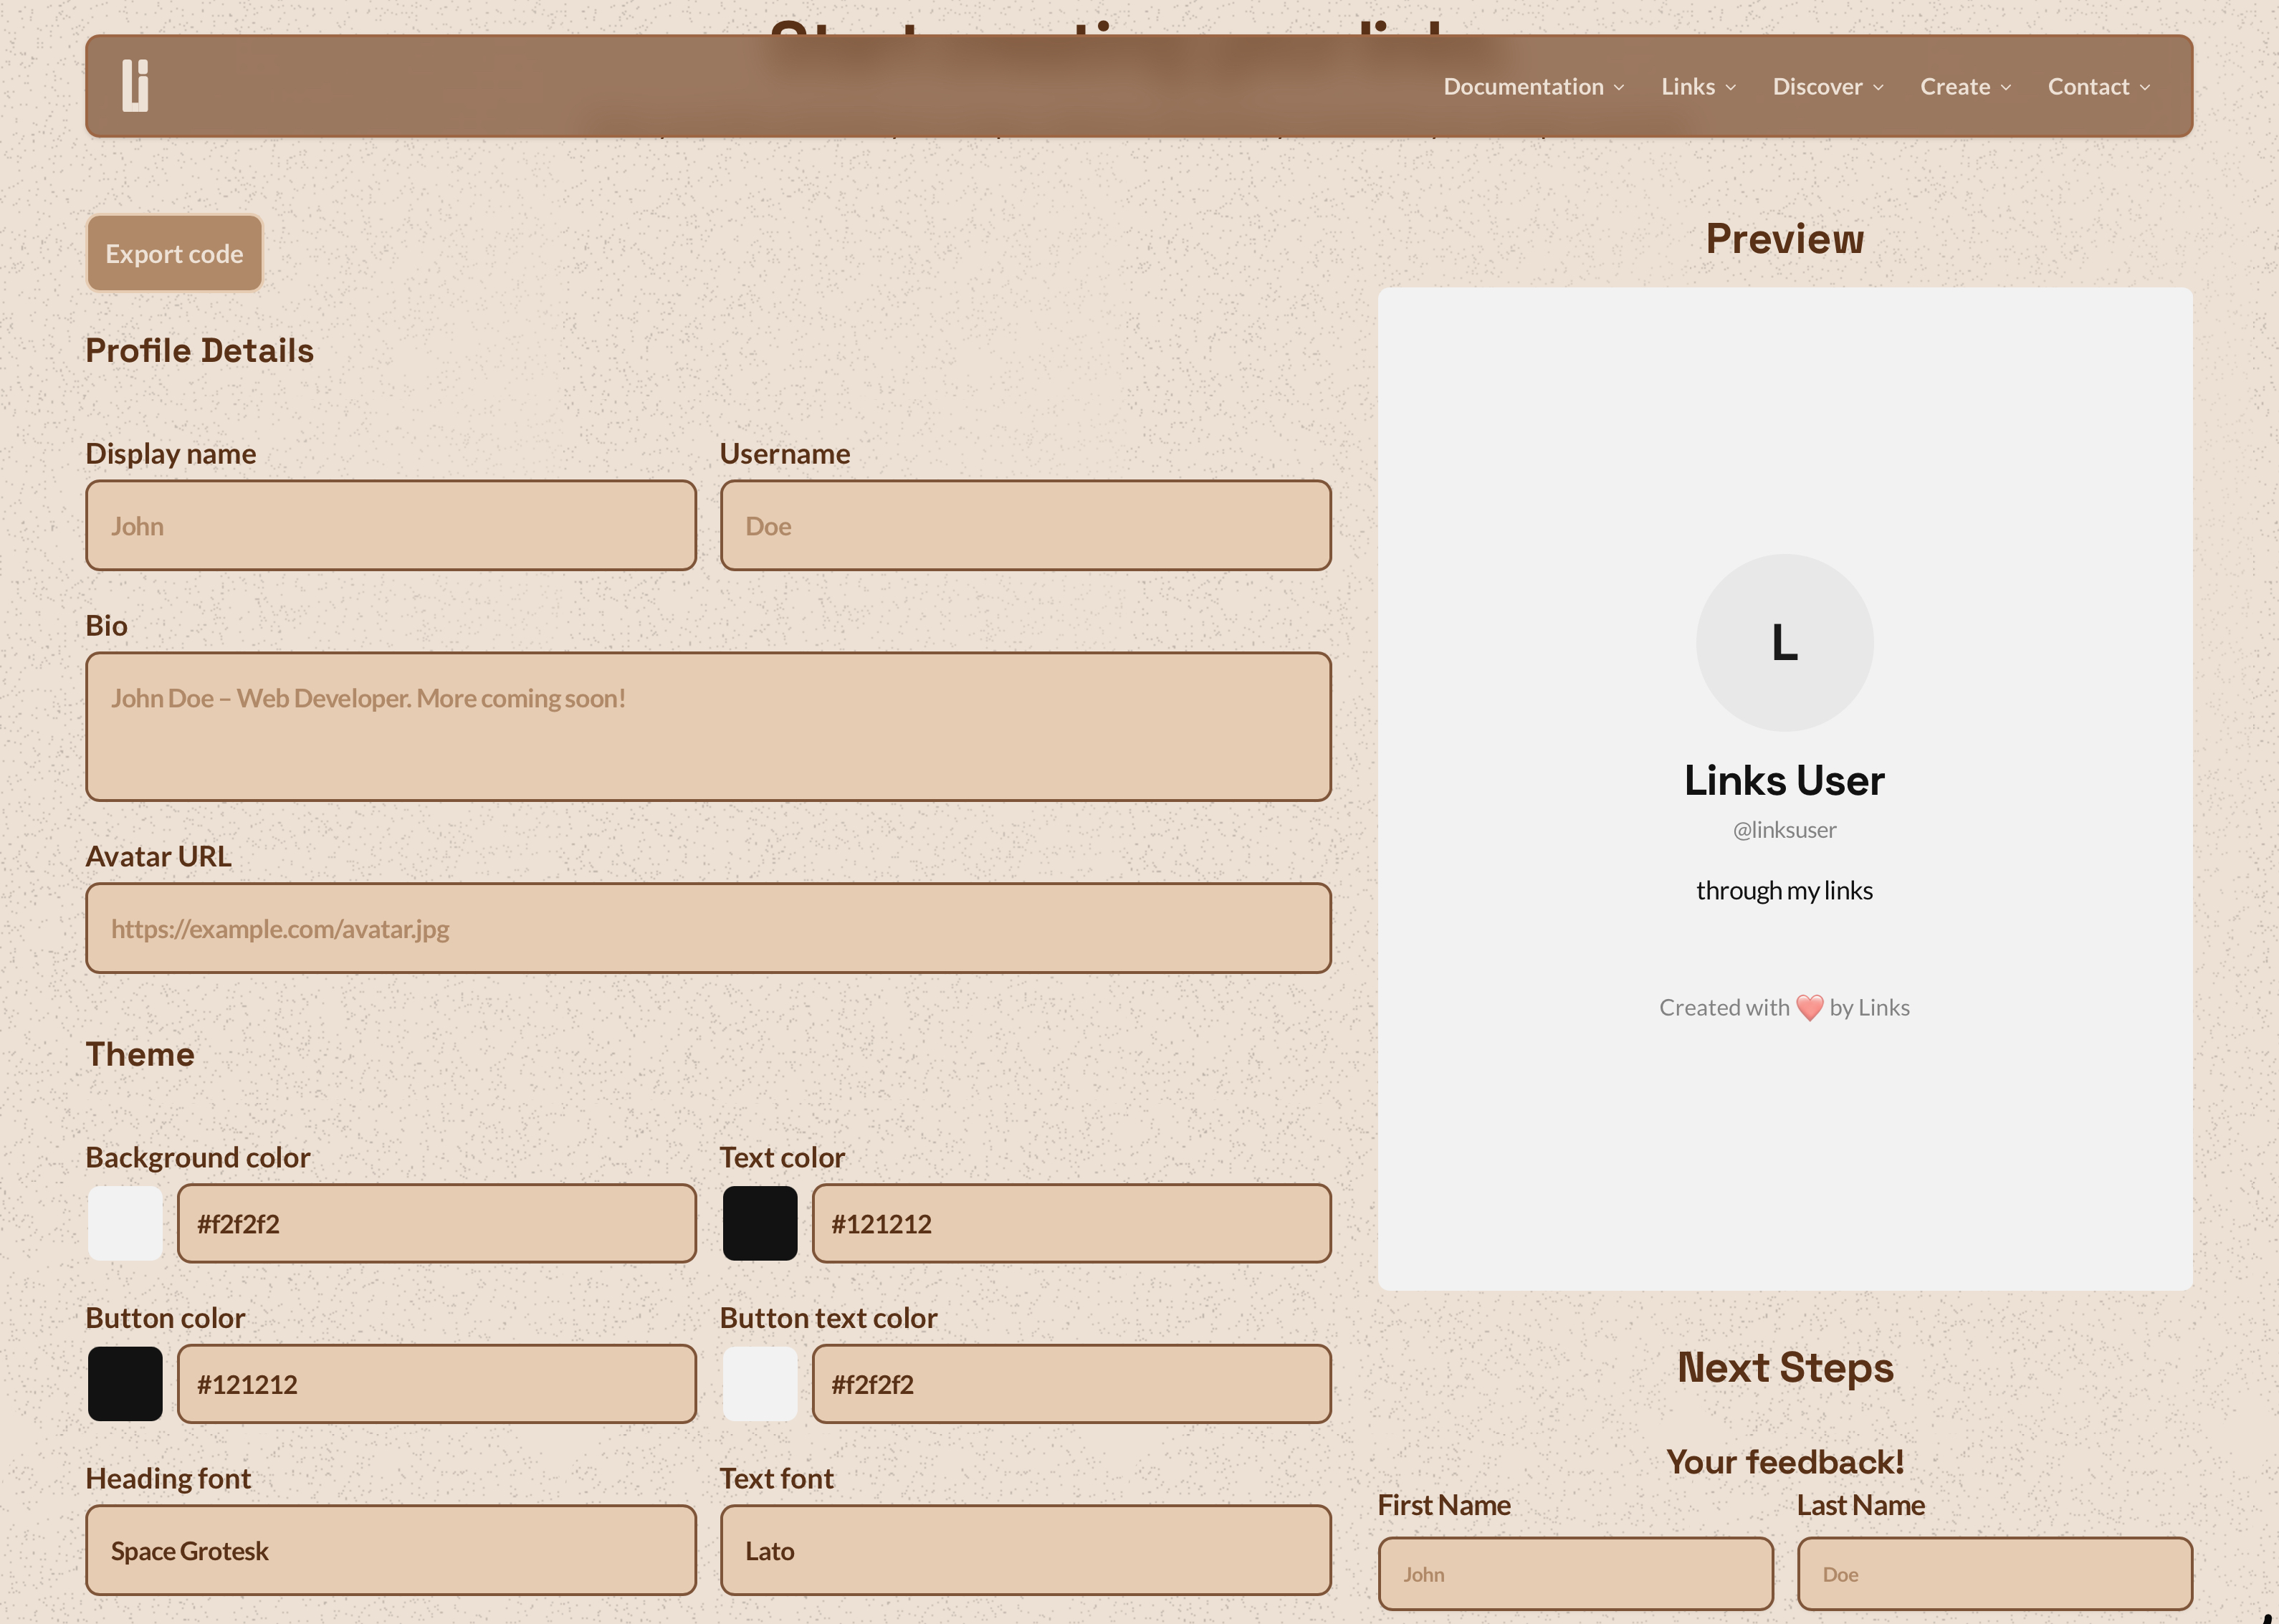 li
Documentation
Links
Discover
Create
Contact
Export code
Profile Details
Display name
Username
John
Doe
Bio
John Doe – Web Developer. More coming soon!
Avatar URL
https://example.com/avatar.jpg
Theme
Background color
Text color
#f2f2f2
#121212
Button color
Button text color
#121212
#f2f2f2
Heading font
Text font
Space Grotesk
Lato
Preview
L
Links User
@linksuser
through my links
Created with ❤️ by Links
Next Steps
Your feedback!
First Name
Last Name
John
Doe